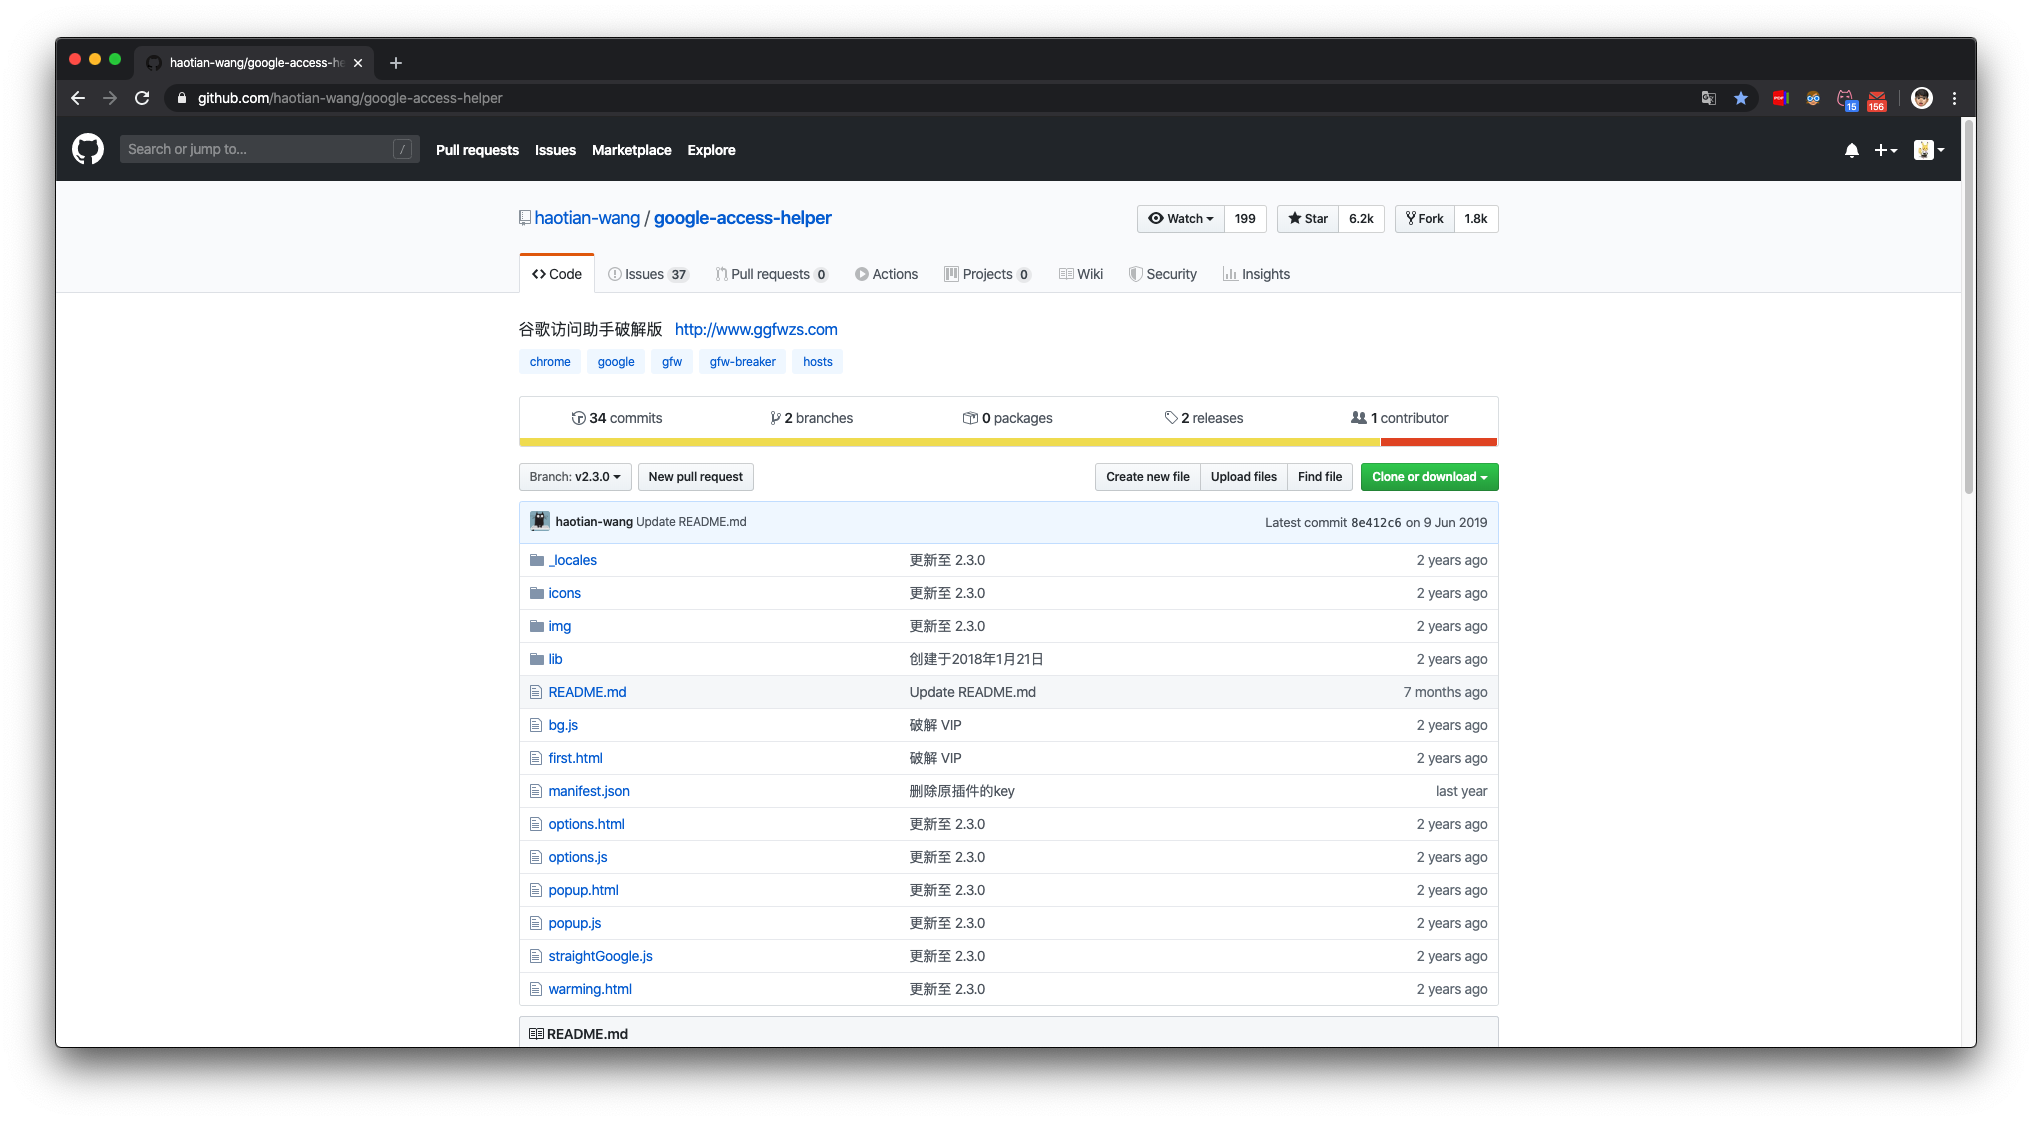 haotian-wang/google-access-he
github.com/haotian-wang/google-access-helper
PDF 15 156
Search or jump to... / Pull requests Issues Marketplace Explore
haotian-wang / google-access-helper Watch 199 Star 6.2k Fork 1.8k
Code Issues 37 Pull requests 0 Actions Projects 0 Wiki Security Insights
谷歌访问助手破解版 http://www.ggfwzs.com
chrome google gfw gfw-breaker hosts
34 commits 2 branches 0 packages 2 releases 1 contributor
Branch: v2.3.0 New pull request Create new file Upload files Find file Clone or download
haotian-wang Update README.md Latest commit 8e412c6 on 9 Jun 2019
_locales 更新至 2.3.0 2 years ago
icons 更新至 2.3.0 2 years ago
img 更新至 2.3.0 2 years ago
lib 创建于2018年1月21日 2 years ago
README.md Update README.md 7 months ago
bg.js 破解 VIP 2 years ago
first.html 破解 VIP 2 years ago
manifest.json 删除原插件的key last year
options.html 更新至 2.3.0 2 years ago
options.js 更新至 2.3.0 2 years ago
popup.html 更新至 2.3.0 2 years ago
popup.js 更新至 2.3.0 2 years ago
straightGoogle.js 更新至 2.3.0 2 years ago
warming.html 更新至 2.3.0 2 years ago
README.md